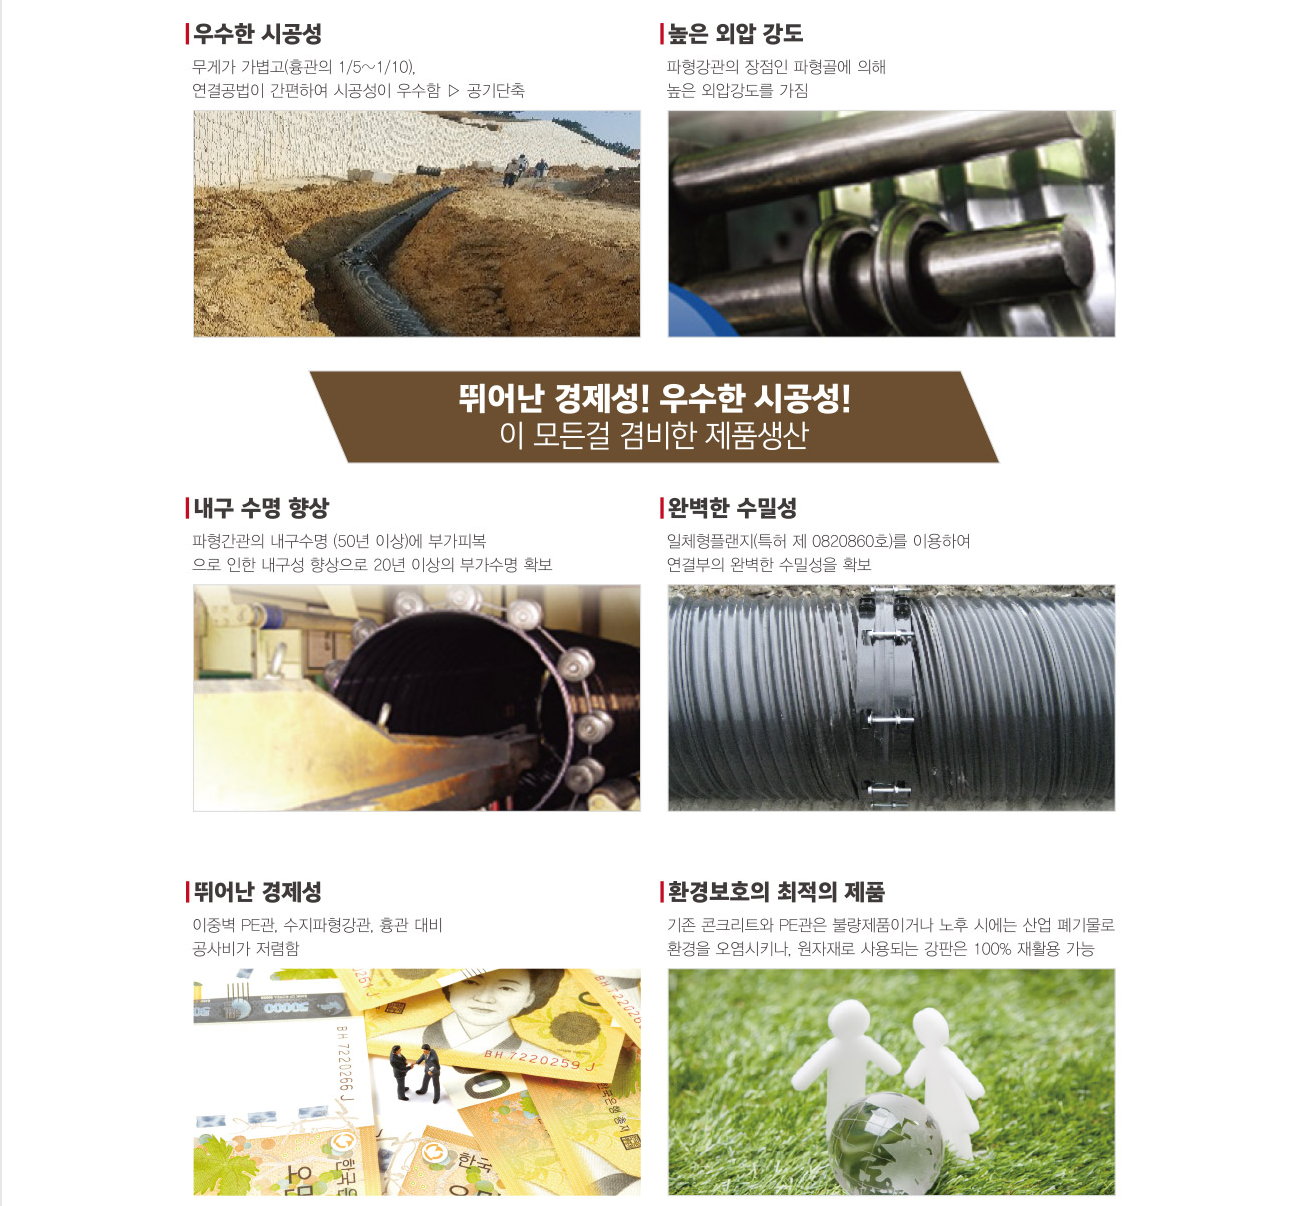 우수한 시공성
무게가 가볍고(흄관의 1/5~1/10),
연결공법이 간편하여 시공성이 우수함 ▷ 공기단축
높은 외압 강도
파형강관의 장점인 파형골에 의해
높은 외압강도를 가짐
뛰어난 경제성! 우수한 시공성!
이 모든걸 겸비한 제품생산
내구 수명 향상
파형간관의 내구수명 (50년 이상)에 부가피복
으로 인한 내구성 향상으로 20년 이상의 부가수명 확보
완벽한 수밀성
일체형플랜지(특허 제 0820860호)를 이용하여
연결부의 완벽한 수밀성을 확보
뛰어난 경제성
이중벽 PE관, 수지파형강관, 흄관 대비
공사비가 저렴함
50000
BH 7220266 J
BH 7220259 J
한국은행 총재
한국은
오만
한국
환경보호의 최적의 제품
기존 콘크리트와 PE관은 불량제품이거나 노후 시에는 산업 폐기물로
환경을 오염시키나, 원자재로 사용되는 강판은 100% 재활용 가능